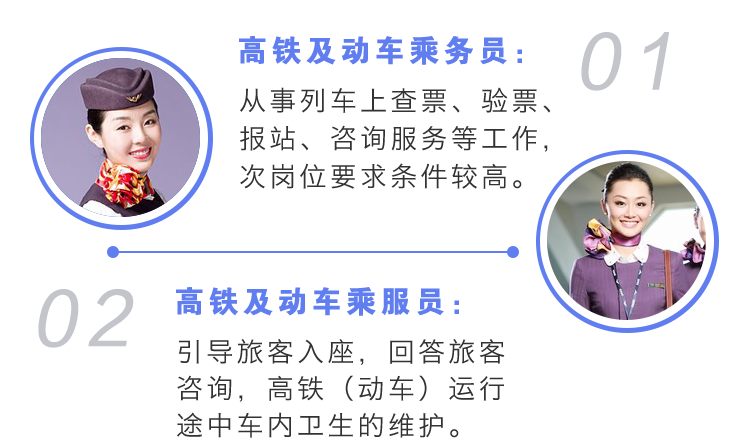 高铁及动车乘务员：
01
从事列车上查票、验票、
报站、咨询服务等工作，
次岗位要求条件较高。
02
高铁及动车乘服员：
引导旅客入座，回答旅客
咨询，高铁（动车）运行
途中车内卫生的维护。